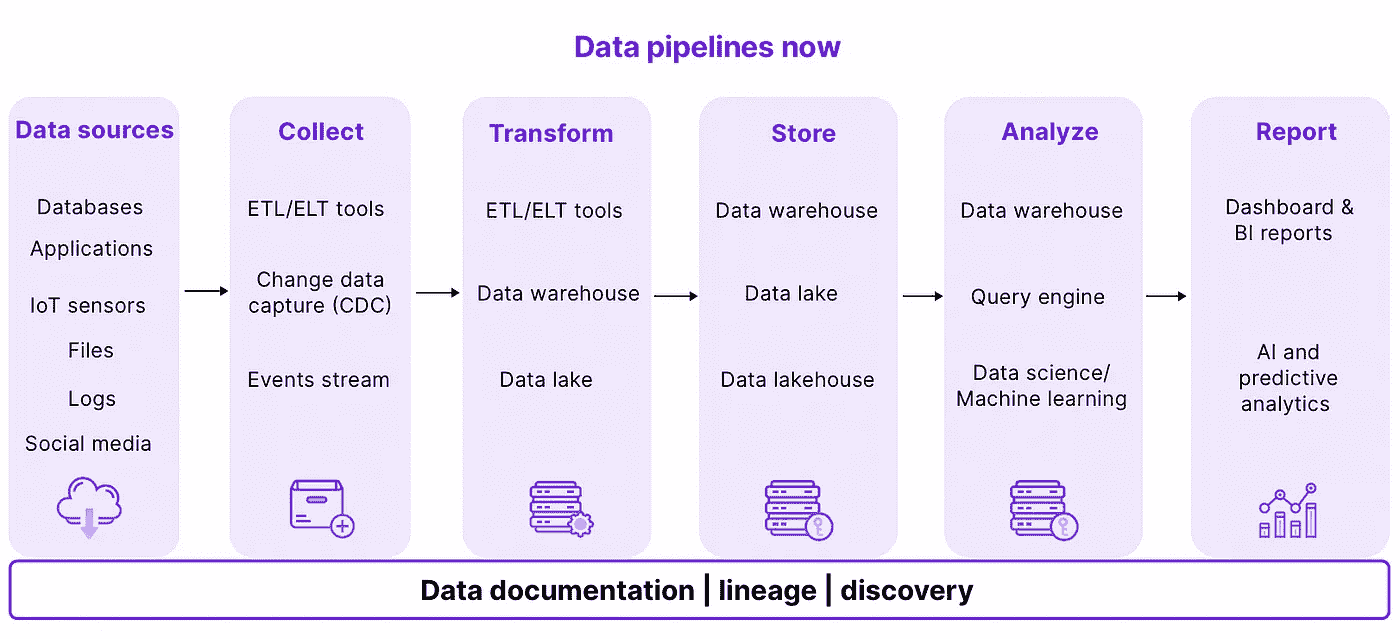 Data pipelines now
Data sources
Databases
Applications
IoT sensors
Files
Logs
Social media
Collect
ETL/ELT tools
Change data
capture (CDC)
Events stream
Transform
ETL/ELT tools
Data warehouse
Data lake
Store
Data warehouse
Data lake
Data lakehouse
Analyze
Data warehouse
Query engine
Data science/
Machine learning
Report
Dashboard &
BI reports
AI and
predictive
analytics
Data documentation | lineage | discovery